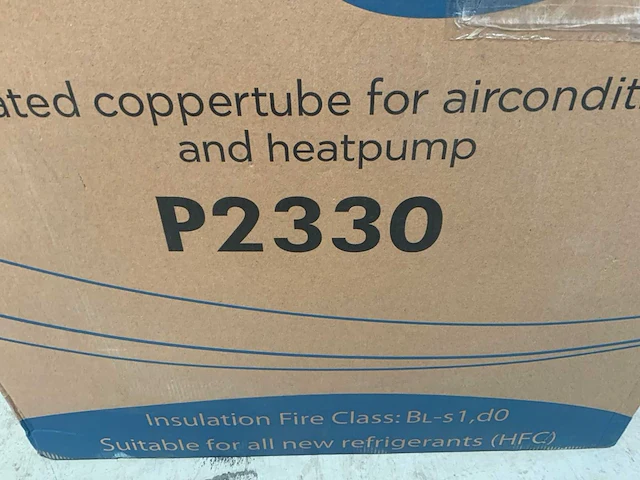 ated coppertube for aircondit
and heatpump
P2330
Insulation Fire Class: BL-s1,d0
Suitable for all new refrigerants (HFC)